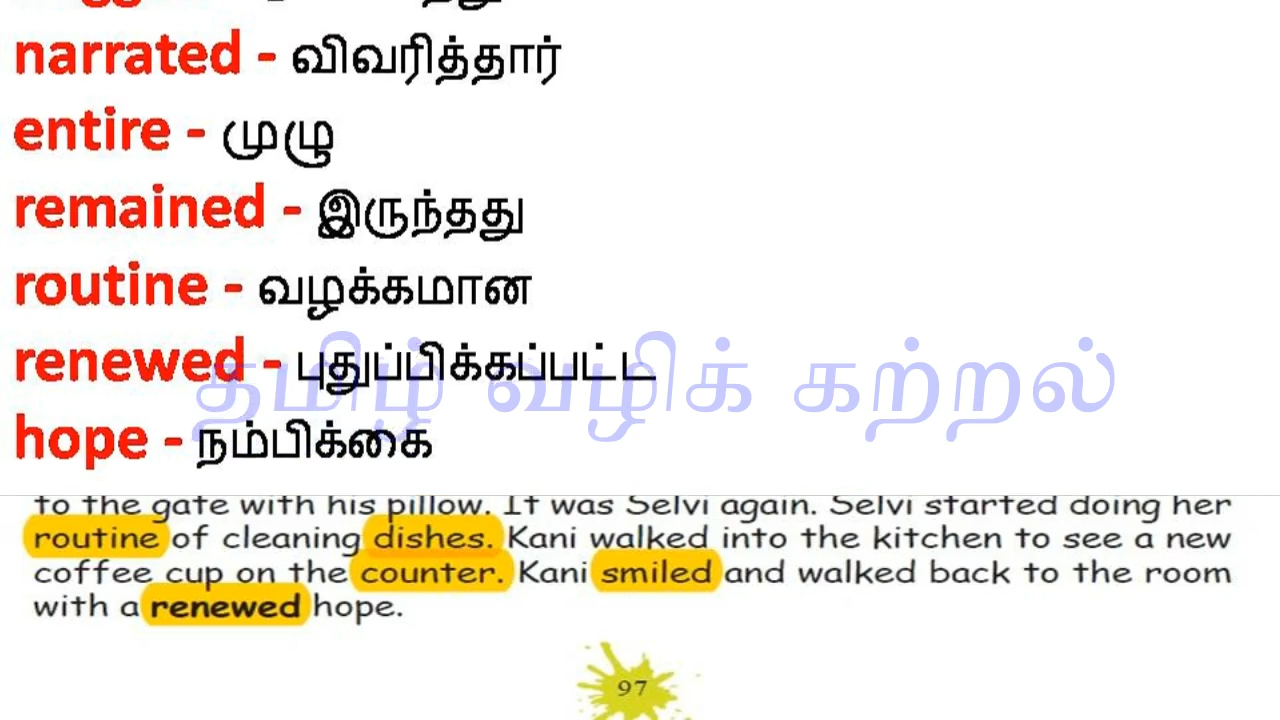 narrated - விவரித்தார்
entire - முழு
remained - இருந்தது
routine - வழக்கமான
renewed - புதுப்பிக்கப்பட்ட
தமிழ் வழிக் கற்றல்
hope - நம்பிக்கை
to the gate with his pillow. It was Selvi again. Selvi started doing her
routine of cleaning dishes. Kani walked into the kitchen to see a new
coffee cup on the counter. Kani smiled and walked back to the room
with a renewed hope.
97